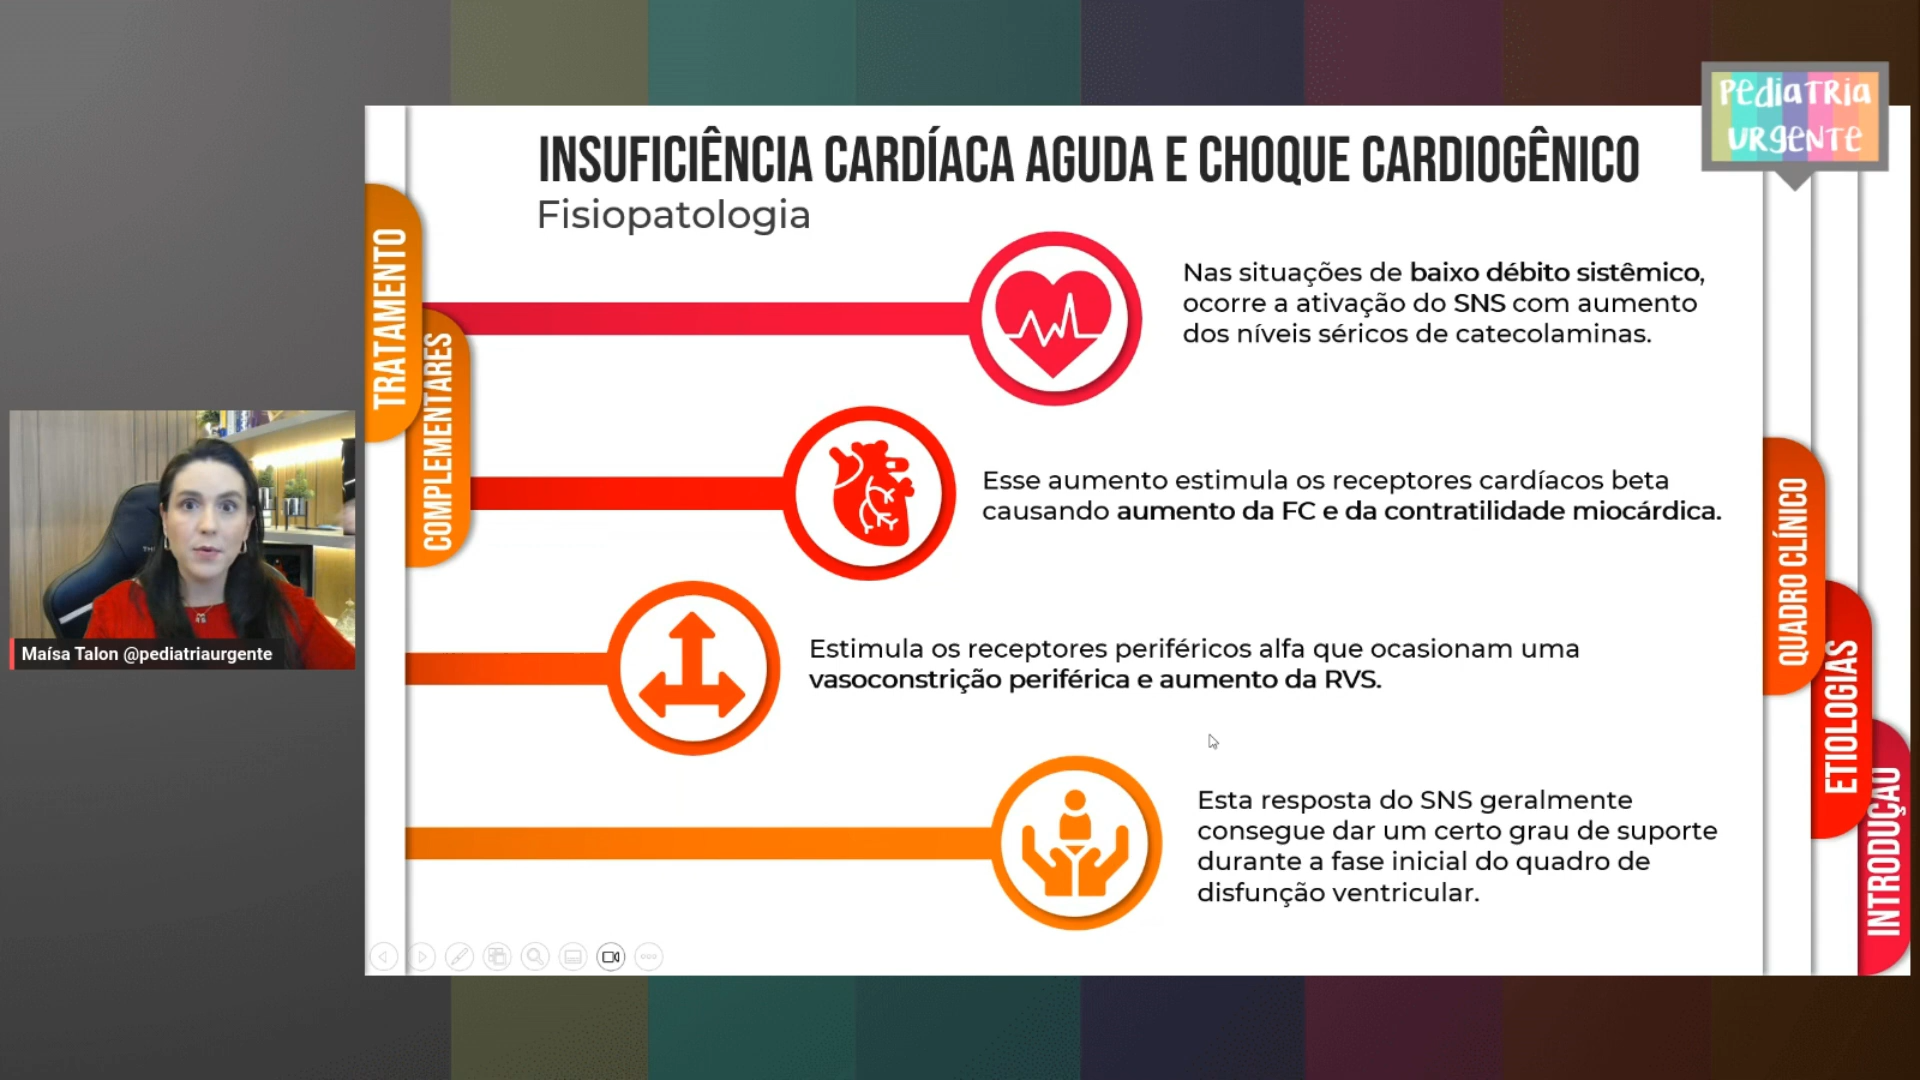 PediaTRia
URgeNTe
INSUFICIÊNCIA CARDÍACA AGUDA E CHOQUE CARDIOGÊNICO
Fisiopatologia
TRATAMENTO
COMPLEMENTARES
Nas situações de baixo débito sistêmico,
ocorre a ativação do SNS com aumento
dos níveis séricos de catecolaminas.
Esse aumento estimula os receptores cardíacos beta
causando aumento da FC e da contratilidade miocárdica.
Estimula os receptores periféricos alfa que ocasionam uma
vasoconstrição periférica e aumento da RVS.
Esta resposta do SNS geralmente
consegue dar um certo grau de suporte
durante a fase inicial do quadro de
disfunção ventricular.
QUADRO CLÍNICO
ETIOLOGIAS
INTRODUÇÃO
Maísa Talon @pediatriaurgente